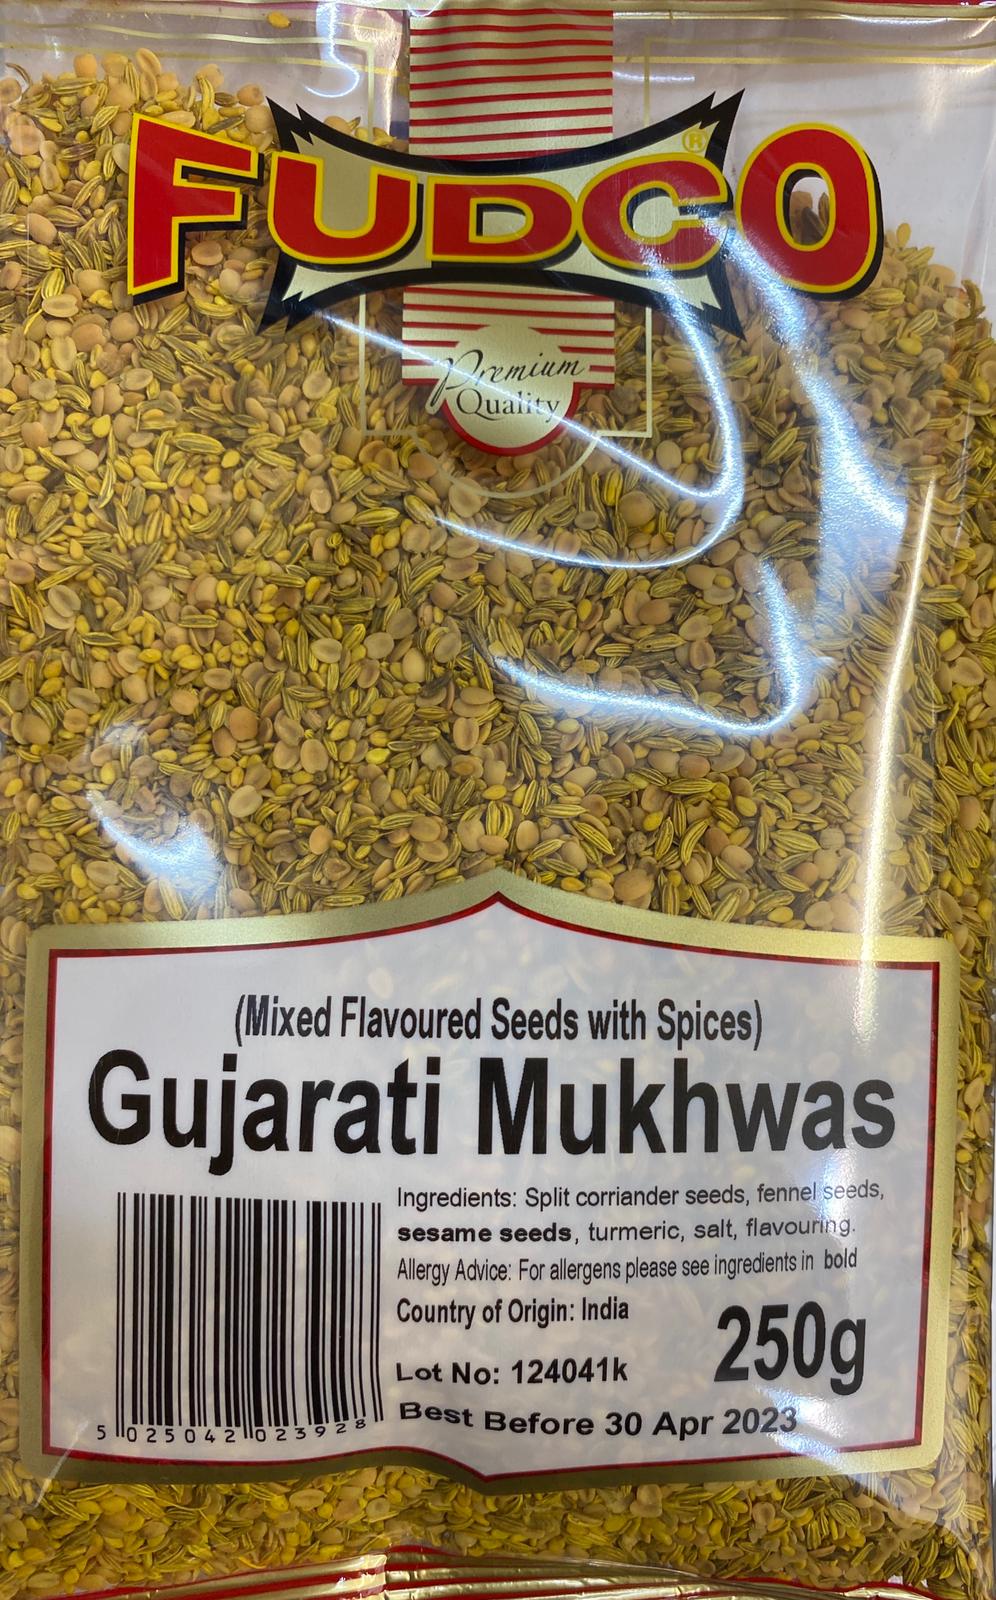 FUDCO
®
Premium
Quality
(Mixed Flavoured Seeds with Spices)
Gujarati Mukhwas
Ingredients: Split corriander seeds, fennel seeds,
sesame seeds, turmeric, salt, flavouring.
Allergy Advice: For allergens please see ingredients in bold
Country of Origin: India
250g
Lot No: 124041k
Best Before 30 Apr 2023
5 025042 023928